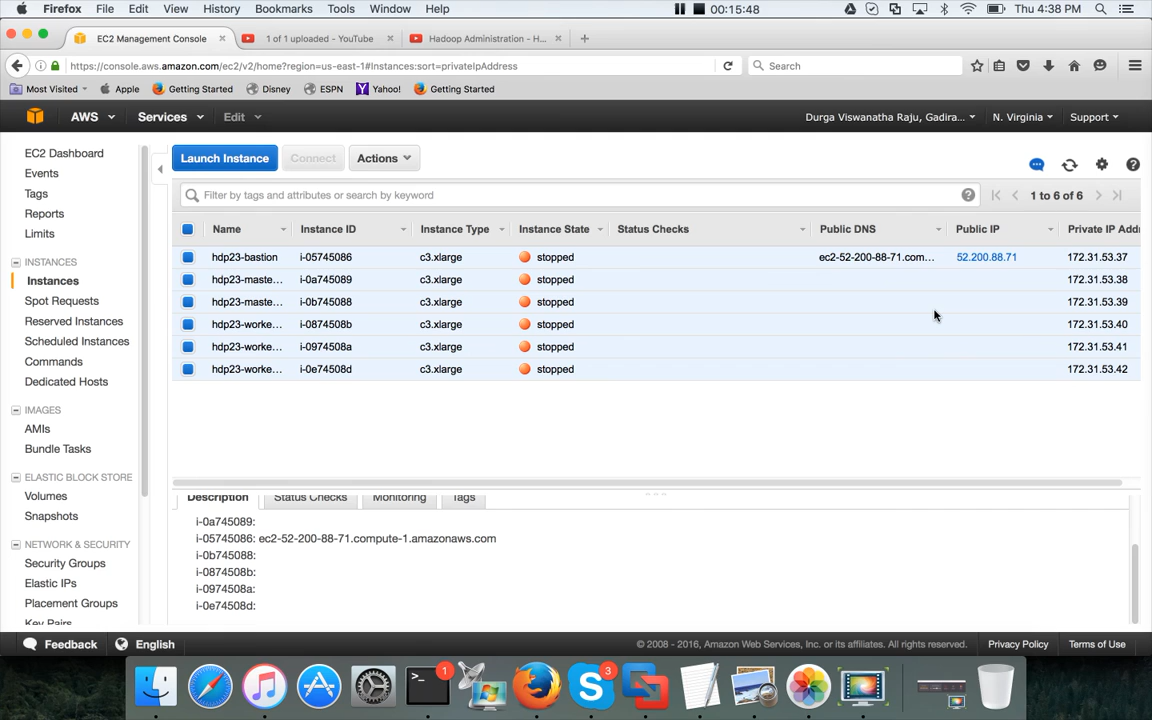 Firefox File Edit View History Bookmarks Tools Window Help 00:15:48 Thu 4:38 PM
EC2 Management Console 1 of 1 uploaded - YouTube Hadoop Administration - H...
https://console.aws.amazon.com/ec2/v2/home?region=us-east-1#Instances:sort=privateIpAddress Search
Most Visited Apple Getting Started Disney ESPN Yahoo! Getting Started
AWS Services Edit Durga Viswanatha Raju, Gadira... N. Virginia Support
EC2 Dashboard
Events
Tags
Reports
Limits
INSTANCES
Instances
Spot Requests
Reserved Instances
Scheduled Instances
Commands
Dedicated Hosts
IMAGES
AMIs
Bundle Tasks
ELASTIC BLOCK STORE
Volumes
Snapshots
NETWORK & SECURITY
Security Groups
Elastic IPs
Placement Groups
Key Pairs
Launch Instance Connect Actions
Filter by tags and attributes or search by keyword 1 to 6 of 6
Name Instance ID Instance Type Instance State Status Checks Public DNS Public IP Private IP Addr
hdp23-bastion i-05745086 c3.xlarge stopped ec2-52-200-88-71.com... 52.200.88.71 172.31.53.37
hdp23-maste... i-0a745089 c3.xlarge stopped 172.31.53.38
hdp23-maste... i-0b745088 c3.xlarge stopped 172.31.53.39
hdp23-worke... i-0874508b c3.xlarge stopped 172.31.53.40
hdp23-worke... i-0974508a c3.xlarge stopped 172.31.53.41
hdp23-worke... i-0e74508d c3.xlarge stopped 172.31.53.42
Description Status Checks Monitoring Tags
i-0a745089:
i-05745086: ec2-52-200-88-71.compute-1.amazonaws.com
i-0b745088:
i-0874508b:
i-0974508a:
i-0e74508d:
Feedback English © 2008 - 2016, Amazon Web Services, Inc. or its affiliates. All rights reserved. Privacy Policy Terms of Use
1 3